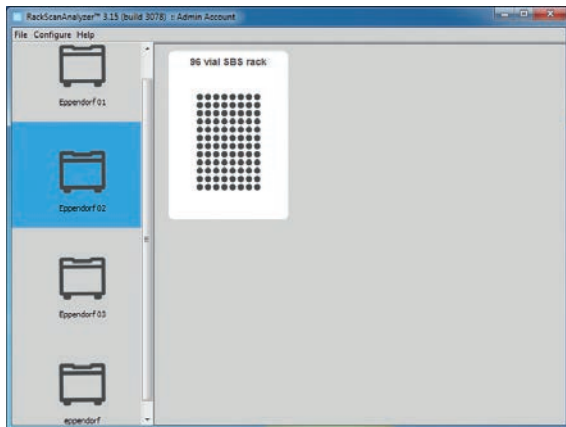 RackScanAnalyzer™ 3.15 (build 3078) :: Admin Account
File Configure Help
Eppendorf 01
Eppendorf 02
Eppendorf 03
eppendorf
96 vial SBS rack